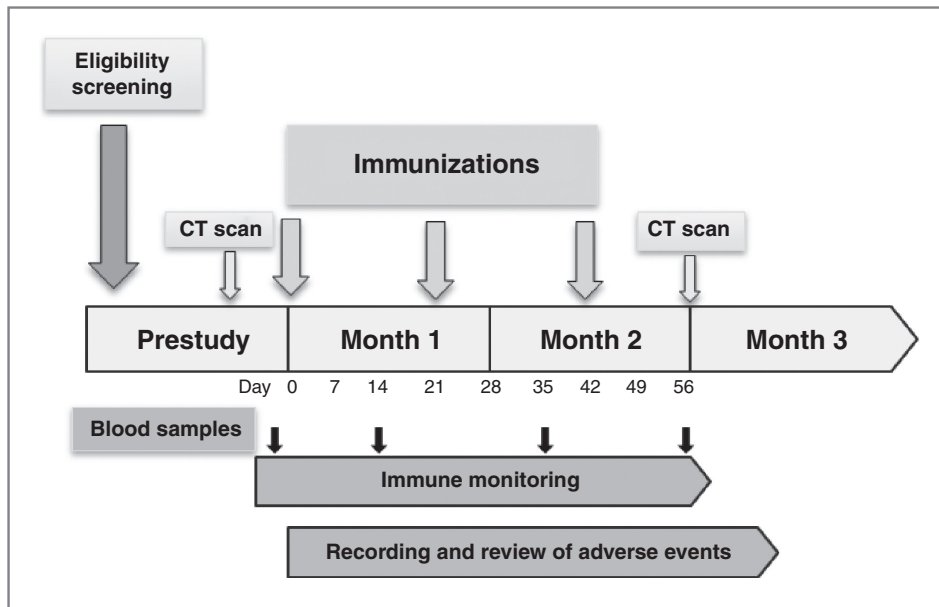 Eligibility
screening
Immunizations
CT scan
CT scan
Prestudy
Month 1
Month 2
Month 3
Day 0 7 14 21 28 35 42 49 56
Blood samples
Immune monitoring
Recording and review of adverse events